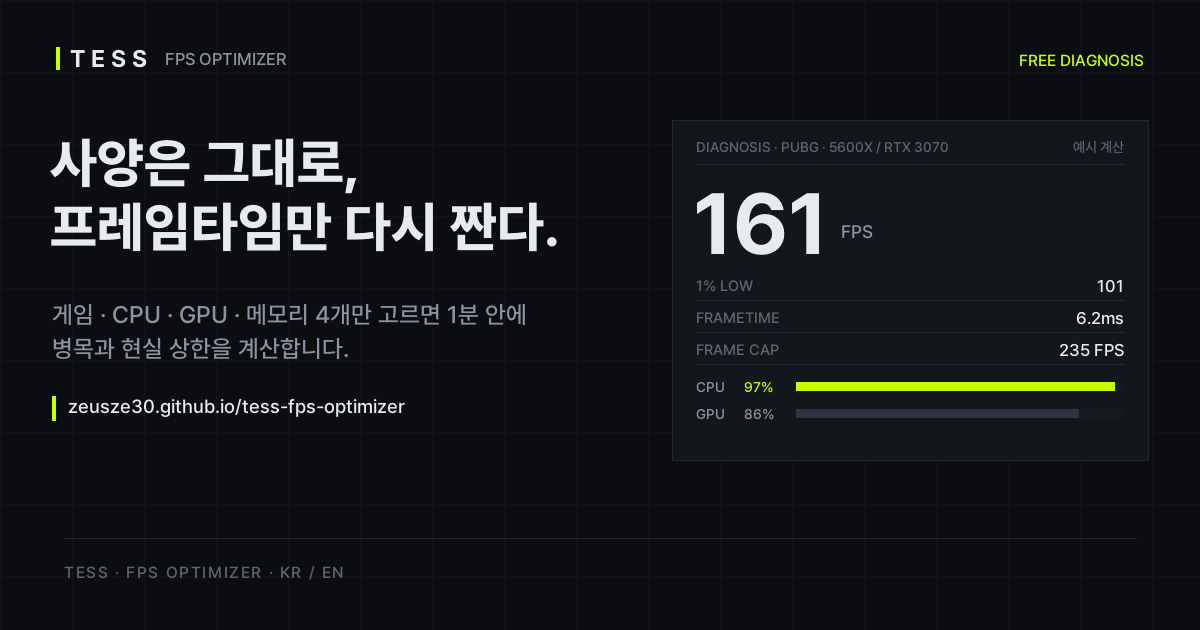 TESS FPS OPTIMIZER
FREE DIAGNOSIS
사양은 그대로,
프레임타임만 다시 짠다.
게임 · CPU · GPU · 메모리 4개만 고르면 1분 안에
병목과 현실 상한을 계산합니다.
zeusze30.github.io/tess-fps-optimizer
DIAGNOSIS · PUBG · 5600X / RTX 3070 예시 계산
161 FPS
1% LOW 101
FRAMETIME 6.2ms
FRAME CAP 235 FPS
CPU 97%
GPU 86%
TESS · FPS OPTIMIZER · KR / EN